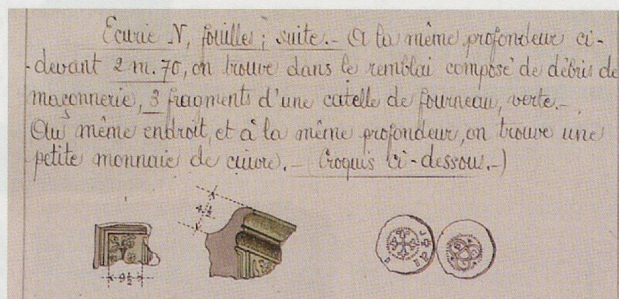 Écurie N, fouilles; suite.- A la même profondeur ci-
-devant 2 m. 70, on trouve dans le remblai composé de débris de
maçonnerie, 3 fragments d'une catelle de fourneau, verte.-
Au même endroit, et à la même profondeur, on trouve une
petite monnaie de cuivre.- (Croquis ci-dessous.-)